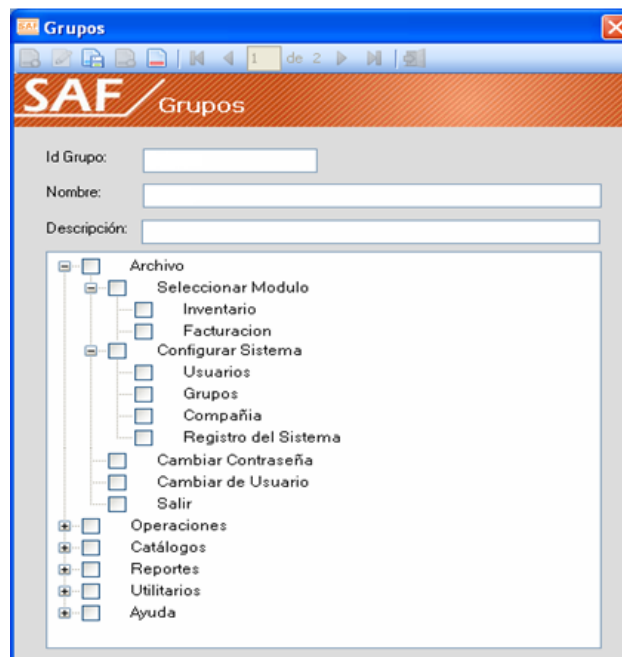 SAF Grupos
1 de 2
SAF Grupos
Id Grupo:
Nombre:
Descripción:
Archivo
Seleccionar Modulo
Inventario
Facturacion
Configurar Sistema
Usuarios
Grupos
Compañia
Registro del Sistema
Cambiar Contraseña
Cambiar de Usuario
Salir
Operaciones
Catálogos
Reportes
Utilitarios
Ayuda